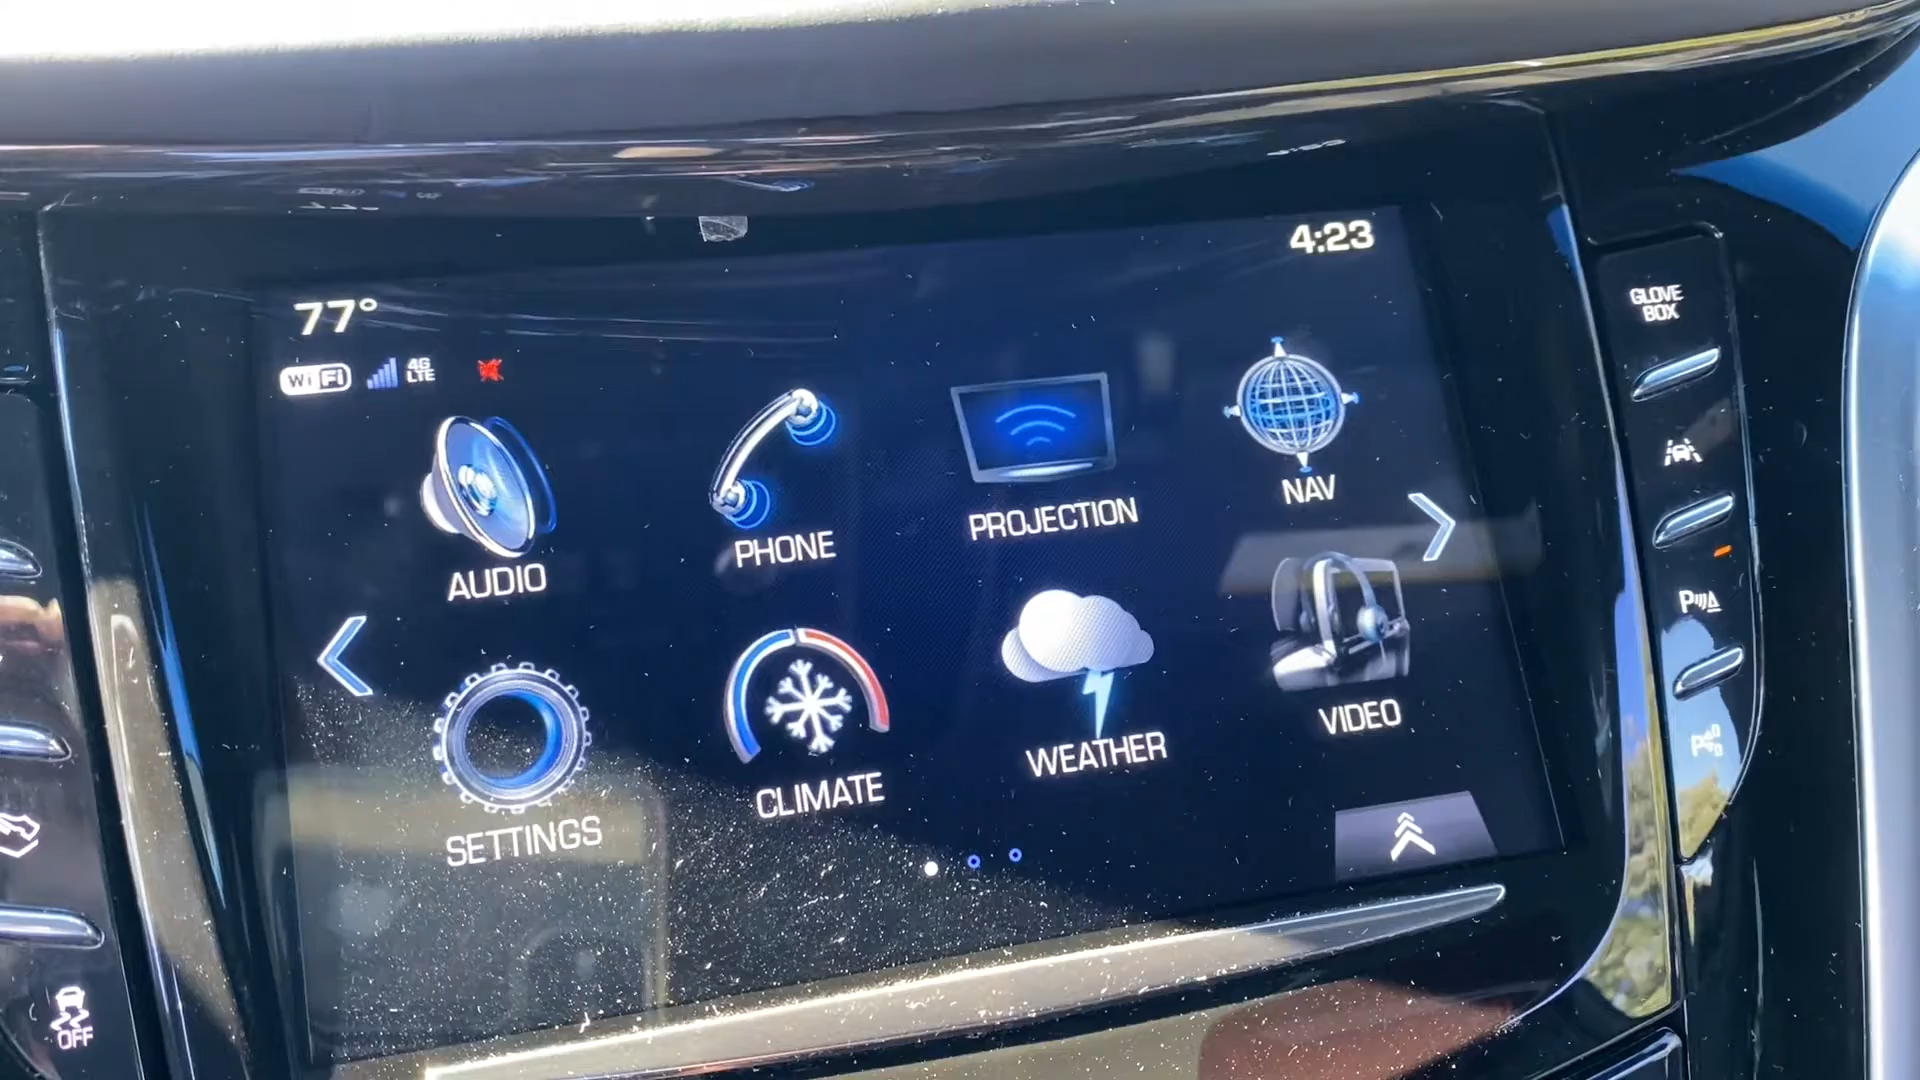 4:23
77°
WiFi
4G
LTE
GLOVE
BOX
AUDIO
PHONE
PROJECTION
NAV
SETTINGS
CLIMATE
WEATHER
VIDEO
P
P
OFF